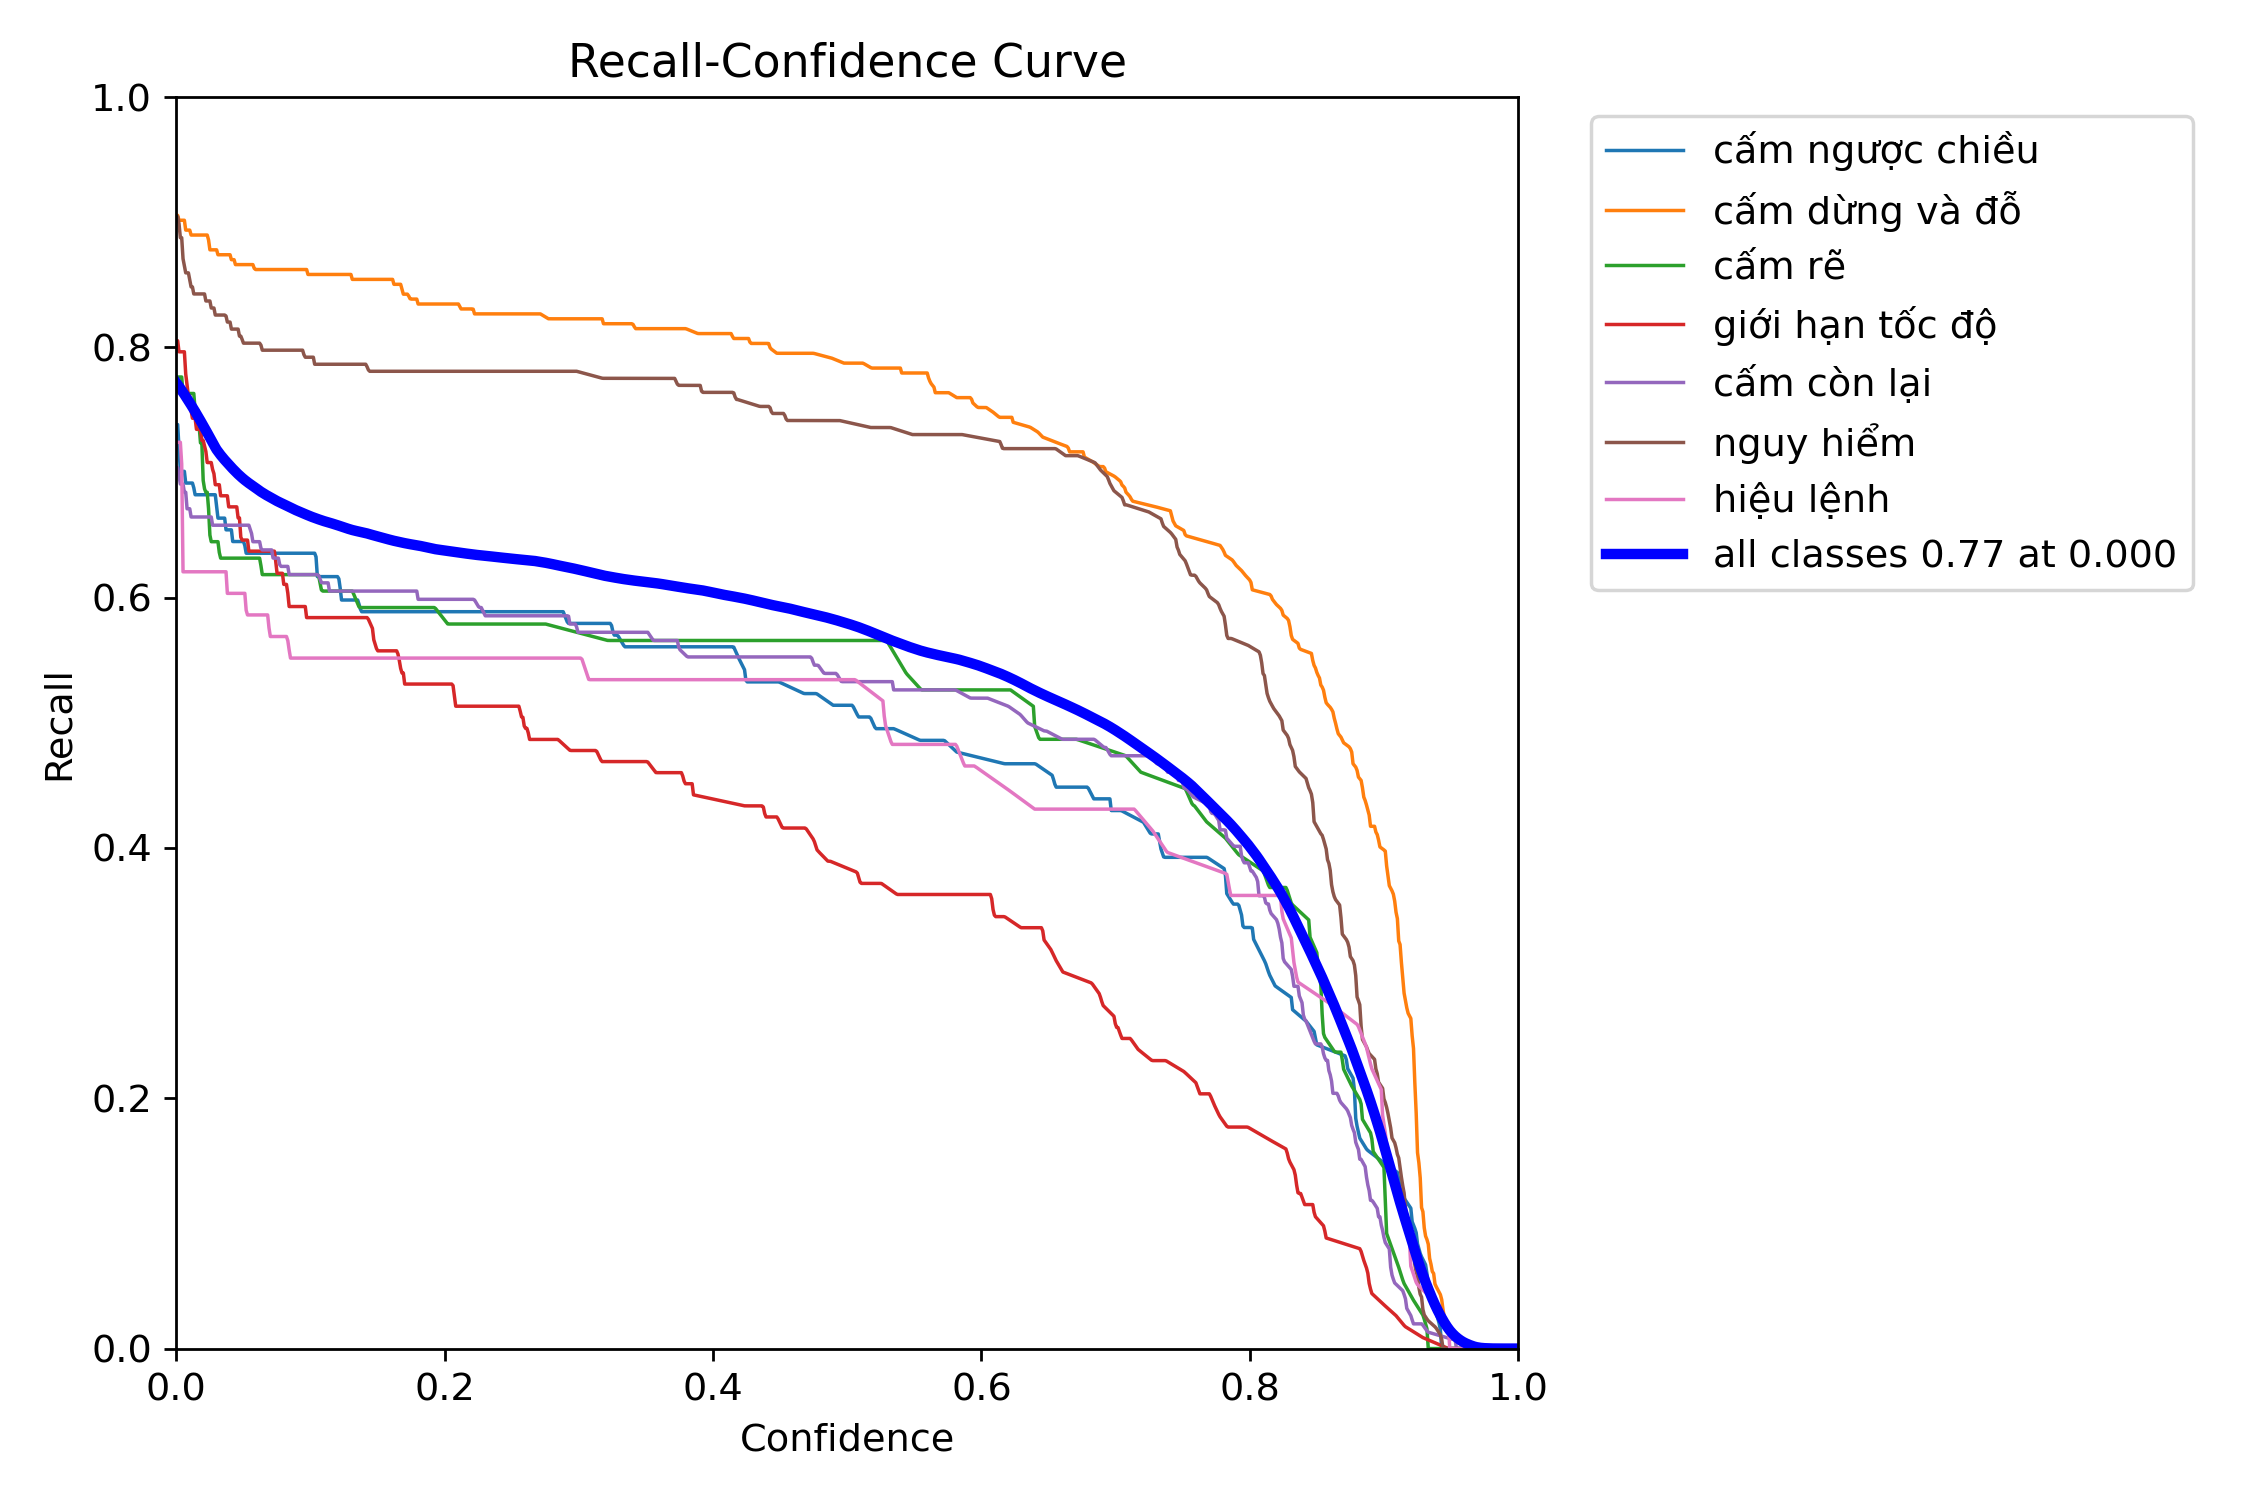 Recall-Confidence Curve
1.0
0.8
0.6
0.4
0.2
0.0
Recall
0.0 0.2 0.4 0.6 0.8 1.0
Confidence
cấm ngược chiều
cấm dừng và đỗ
cấm rẽ
giới hạn tốc độ
cấm còn lại
nguy hiểm
hiệu lệnh
all classes 0.77 at 0.000